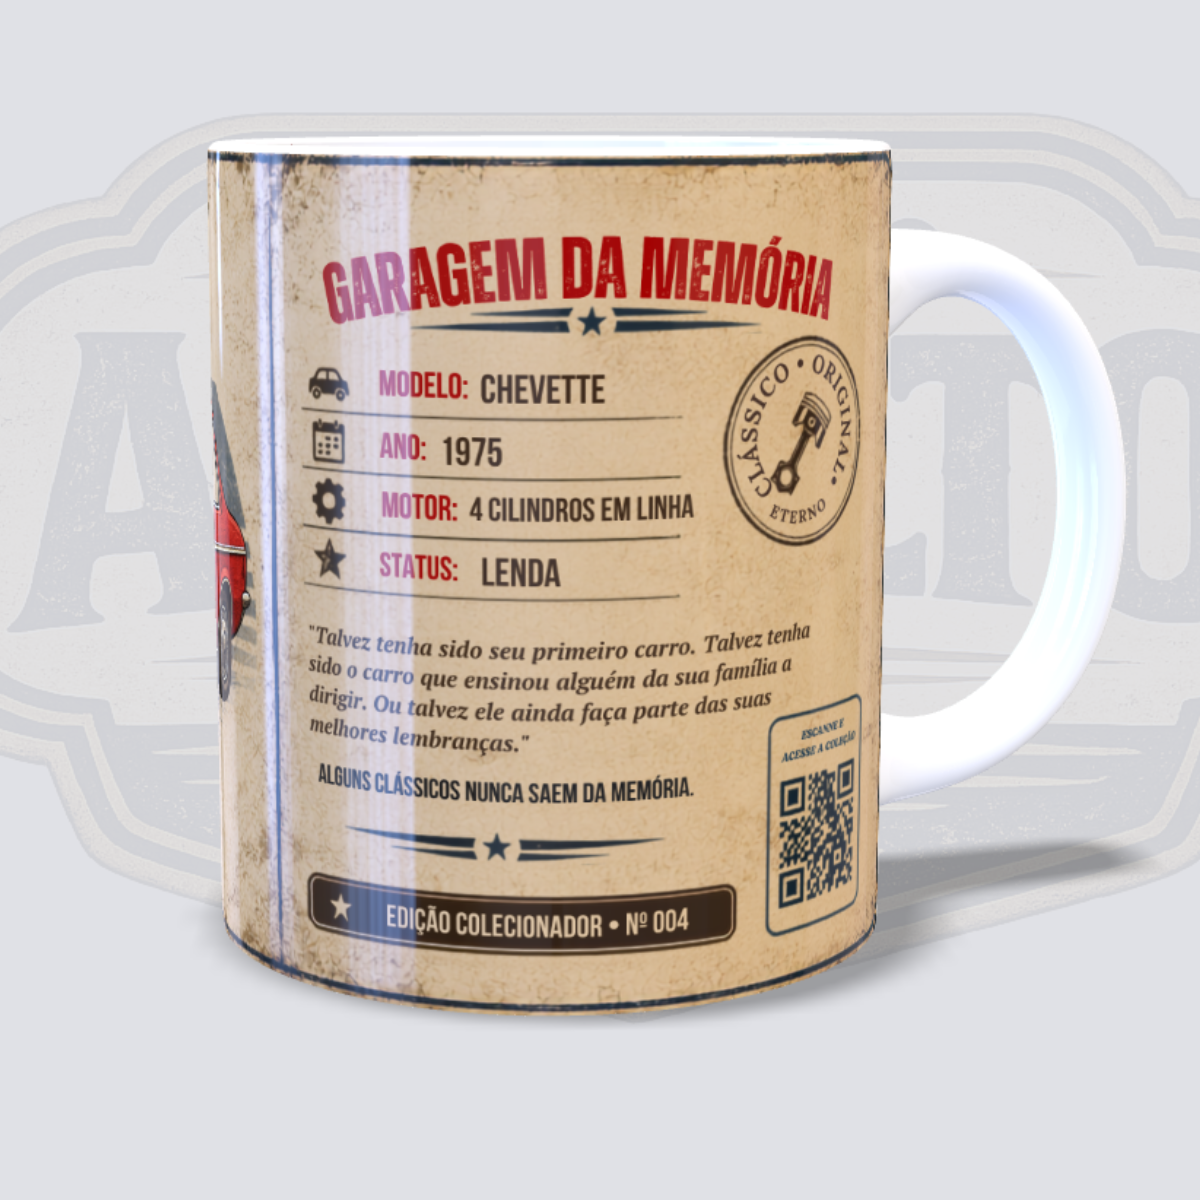 GARAGEM DA MEMÓRIA
MODELO: CHEVETTE
ANO: 1975
MOTOR: 4 CILINDROS EM LINHA
STATUS: LENDA
CLÁSSICO • ORIGINAL •
ETERNO
"Talvez tenha sido seu primeiro carro. Talvez tenha
sido o carro que ensinou alguém da sua família a
dirigir. Ou talvez ele ainda faça parte das suas
melhores lembranças."
ALGUNS CLÁSSICOS NUNCA SAEM DA MEMÓRIA.
ESCANNE E
ACESSE A COLEÇÃO
EDIÇÃO COLECIONADOR • Nº 004